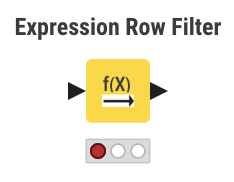 Expression Row Filter
f(X)